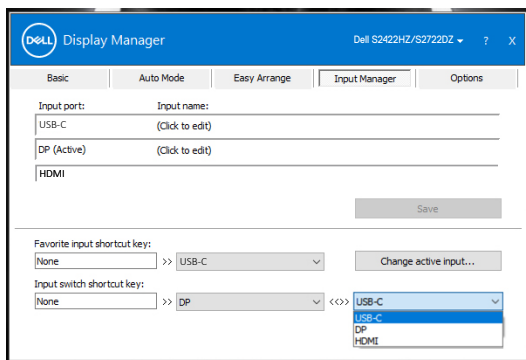 DELL Display Manager Dell S2422HZ/S2722DZ ? X
Basic Auto Mode Easy Arrange Input Manager Options
Input port: Input name:
USB-C (Click to edit)
DP (Active) (Click to edit)
HDMI
Save
Favorite input shortcut key:
None >> USB-C Change active input...
Input switch shortcut key:
None >> DP <<>> USB-C
USB-C
DP
HDMI